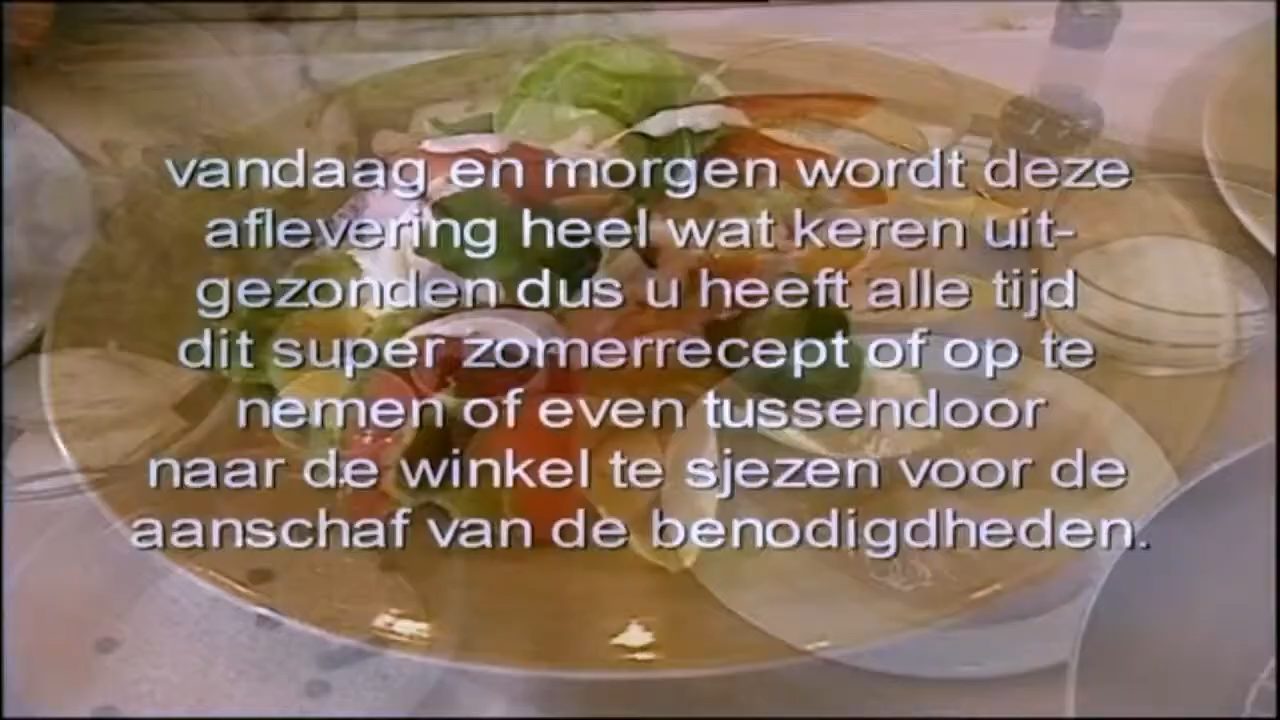 vandaag en morgen wordt deze
aflevering heel wat keren uit-
gezonden dus u heeft alle tijd
dit super zomerrecept of op te
nemen of even tussendoor
naar de winkel te sjezen voor de
aanschaf van de benodigdheden.